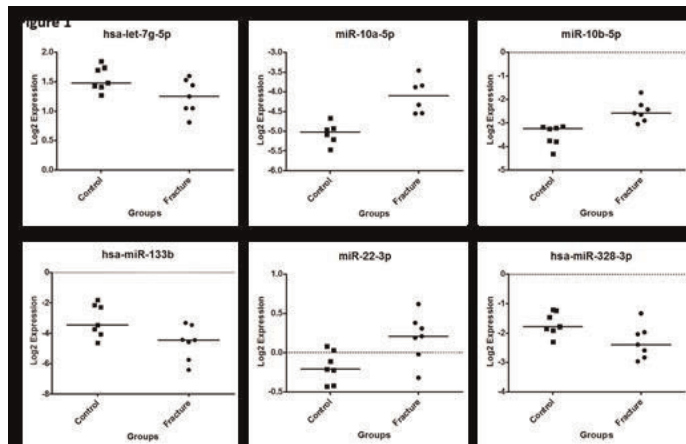 Figure 1
hsa-let-7g-5p
2.0
1.5
1.0
0.5
0.0
Log2 Expression
Control
Fracture
Groups
miR-10a-5p
-3.0
-3.5
-4.0
-4.5
-5.0
-5.5
-6.0
Log2 Expression
Control
Fracture
Groups
miR-10b-5p
0
-1
-2
-3
-4
-5
Log2 Expression
Control
Fracture
Groups
hsa-miR-133b
0
-2
-4
-6
-8
Log2 Expression
Control
Fracture
Groups
miR-22-3p
1.0
0.5
0.0
-0.5
Log2 Expression
Control
Fracture
Groups
hsa-miR-328-3p
0
-1
-2
-3
-4
Log2 Expression
Control
Fracture
Groups